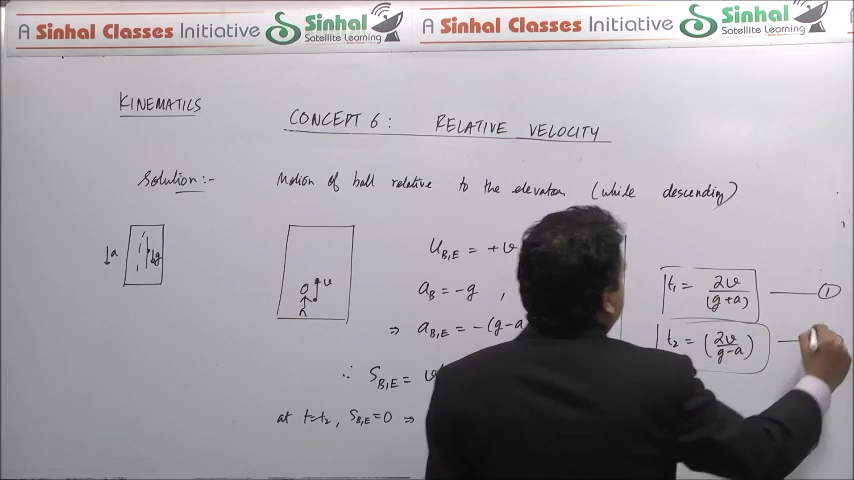 A Sinhal Classes Initiative Sinhal Satellite Learning A Sinhal Classes Initiative Sinhal Satellite Learning
KINEMATICS
CONCEPT 6 : RELATIVE VELOCITY
Solution :- Motion of ball relative to the elevator (while descending)
↓a ↓g
v
U_B,E = +v
a_B = -g ,
⇒ a_B,E = -(g-a
∴ S_B,E = v
at t=t₂, S_B,E = 0 ⇒
t₁ = 2v/(g+a) ①
t₂ = (2v/g-a)